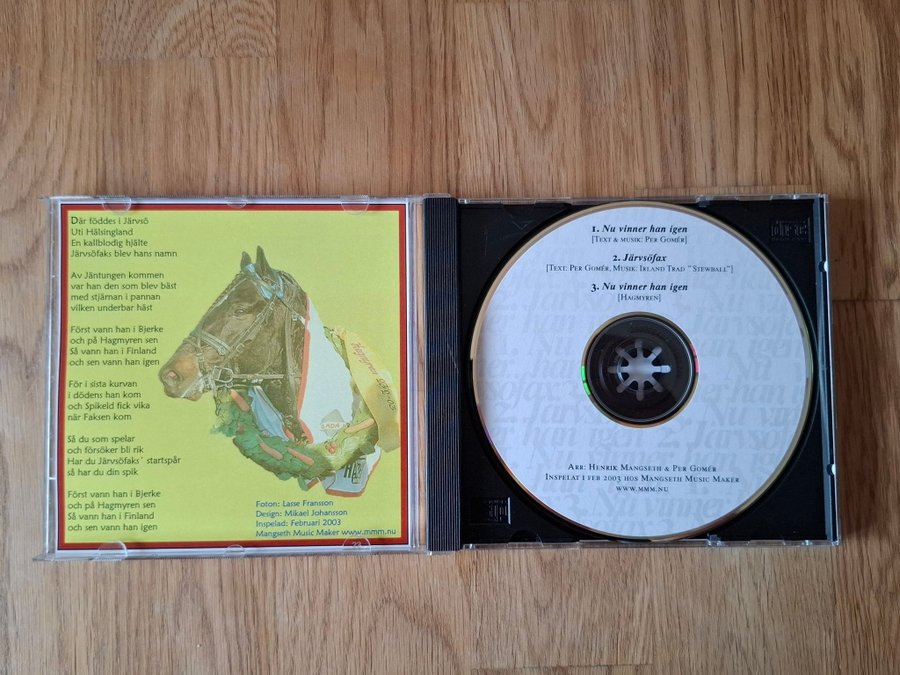 Där föddes i Järvsö
Uti Hälsingland
En kallblodig hjälte
Järvsöfaks blev hans namn
Av Jäntungen kommen
var han den som blev bäst
med stjärnan i pannan
vilken underbar häst
Först vann han i Bjerke
och på Hagmyren sen
Så vann han i Finland
och sen vann han igen
För i sista kurvan
i dödens han kom
och Spikeld fick vika
när Faksen kom
Så du som spelar
och försöker bli rik
Har du Järvsöfaks´ startspår
så har du din spik
Först vann han i Bjerke
och på Hagmyren sen
Så vann han i Finland
och sen vann han igen
Foton: Lasse Fransson
Design: Mikael Johansson
Inspelad: Februari 2003
Mangseth Music Maker www.mmm.nu
1. Nu vinner han igen
[Text & musik: Per Gomér]
2. Järvsöfax
[Text: Per Gomér, Musik: Irland Trad "Stewball"]
3. Nu vinner han igen
[Hagmyren]
Arr: Henrik Mangseth & Per Gomér
Inspelat i feb 2003 hos Mangseth Music Maker
www.mmm.nu